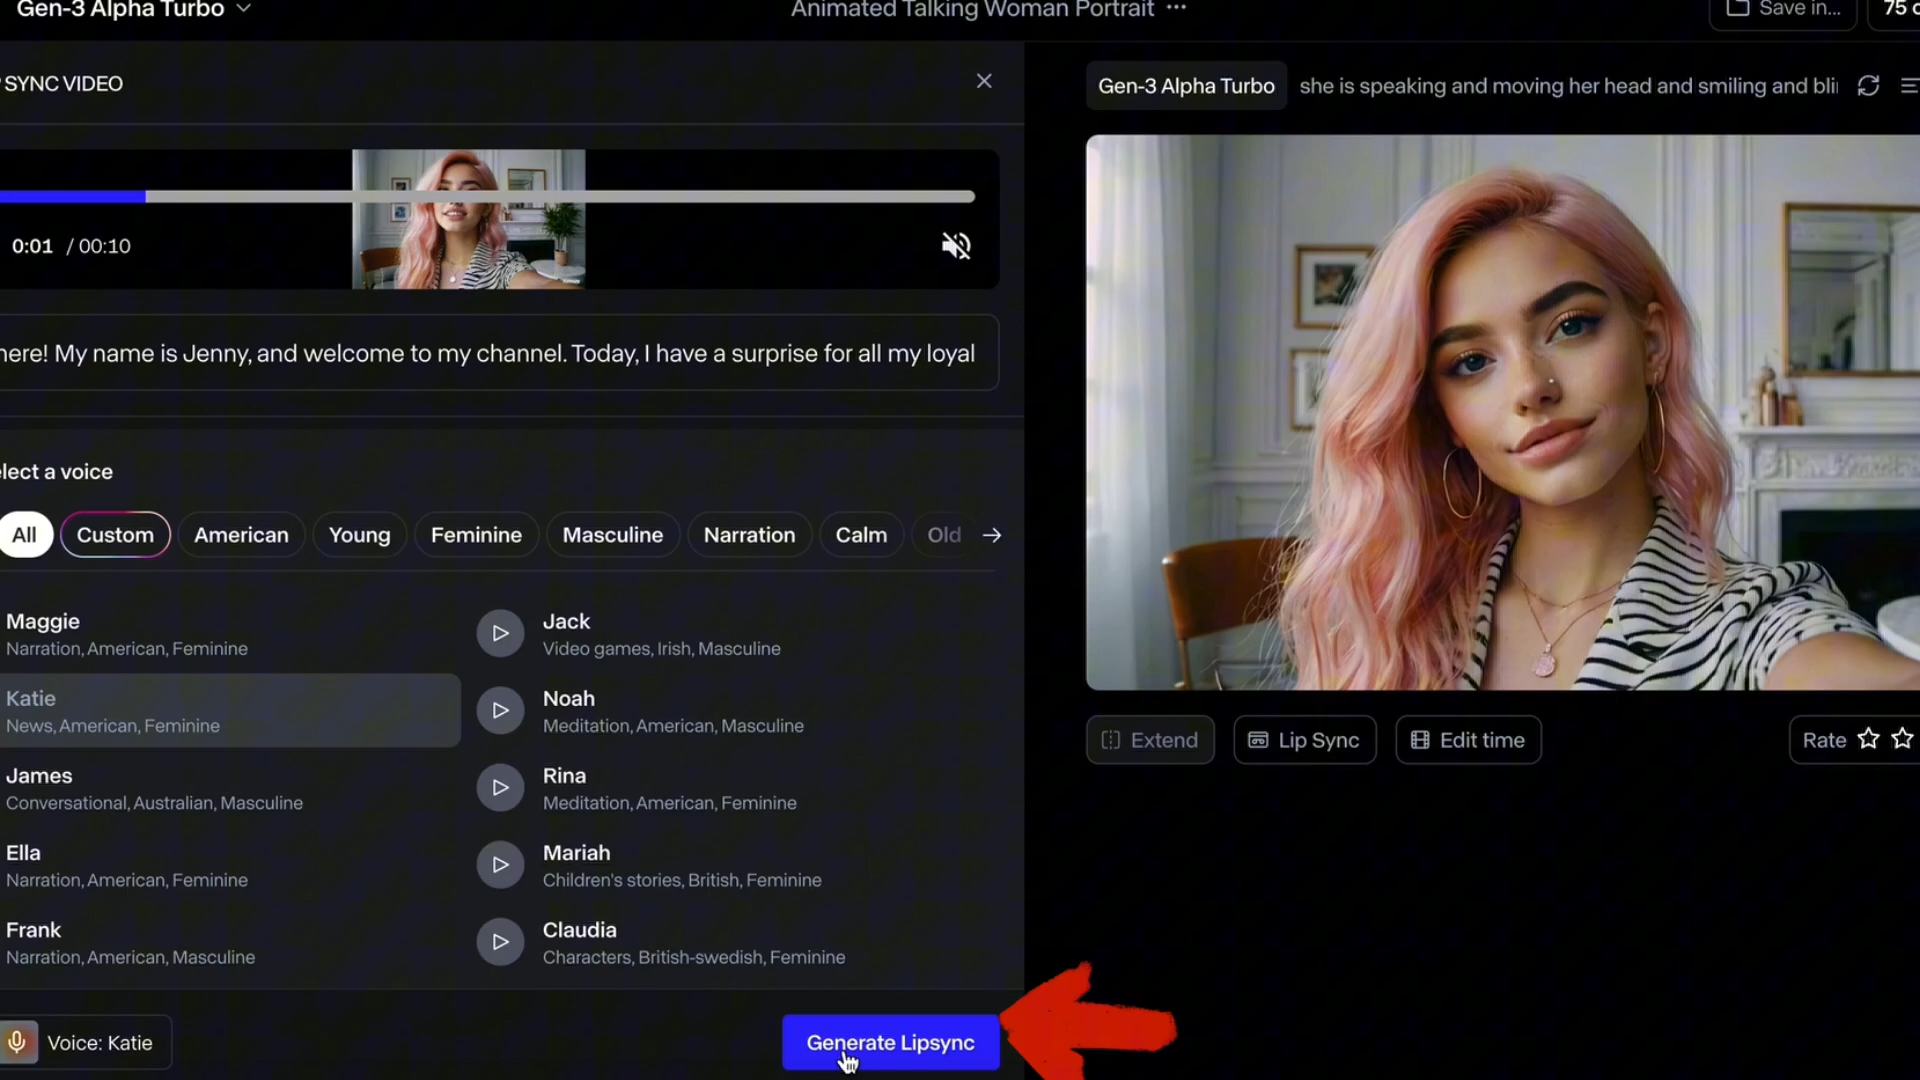 Gen-3 Alpha Turbo
Animated Talking Woman Portrait
Save in...
75
SYNC VIDEO
Gen-3 Alpha Turbo
she is speaking and moving her head and smiling and bli
0:01 / 00:10
here! My name is Jenny, and welcome to my channel. Today, I have a surprise for all my loyal
elect a voice
All
Custom
American
Young
Feminine
Masculine
Narration
Calm
Old
Maggie
Narration, American, Feminine
Jack
Video games, Irish, Masculine
Katie
News, American, Feminine
Noah
Meditation, American, Masculine
James
Conversational, Australian, Masculine
Rina
Meditation, American, Feminine
Ella
Narration, American, Feminine
Mariah
Children's stories, British, Feminine
Frank
Narration, American, Masculine
Claudia
Characters, British-swedish, Feminine
Voice: Katie
Generate Lipsync
Extend
Lip Sync
Edit time
Rate